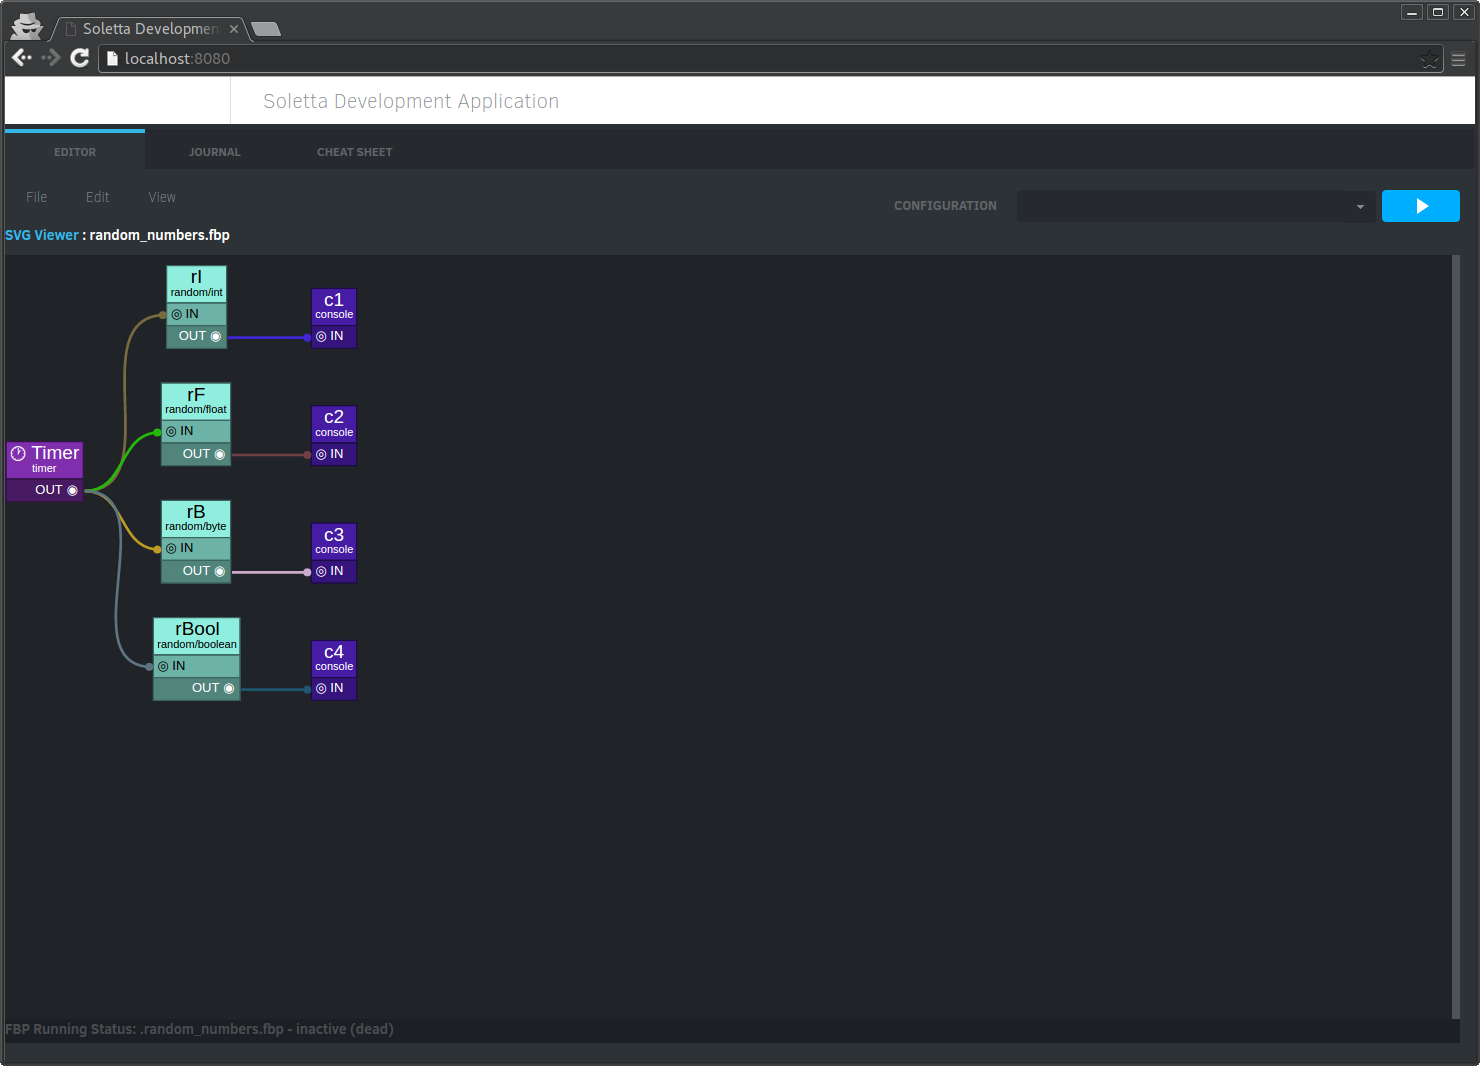 Soletta Developmen
localhost:8080
Soletta Development Application
EDITOR JOURNAL CHEAT SHEET
File Edit View
CONFIGURATION
SVG Viewer : random_numbers.fbp
rI
random/int
IN
OUT
c1
console
IN
rF
random/float
IN
OUT
c2
console
IN
Timer
timer
OUT
rB
random/byte
IN
OUT
c3
console
IN
rBool
random/boolean
IN
OUT
c4
console
IN
FBP Running Status: .random_numbers.fbp - inactive (dead)